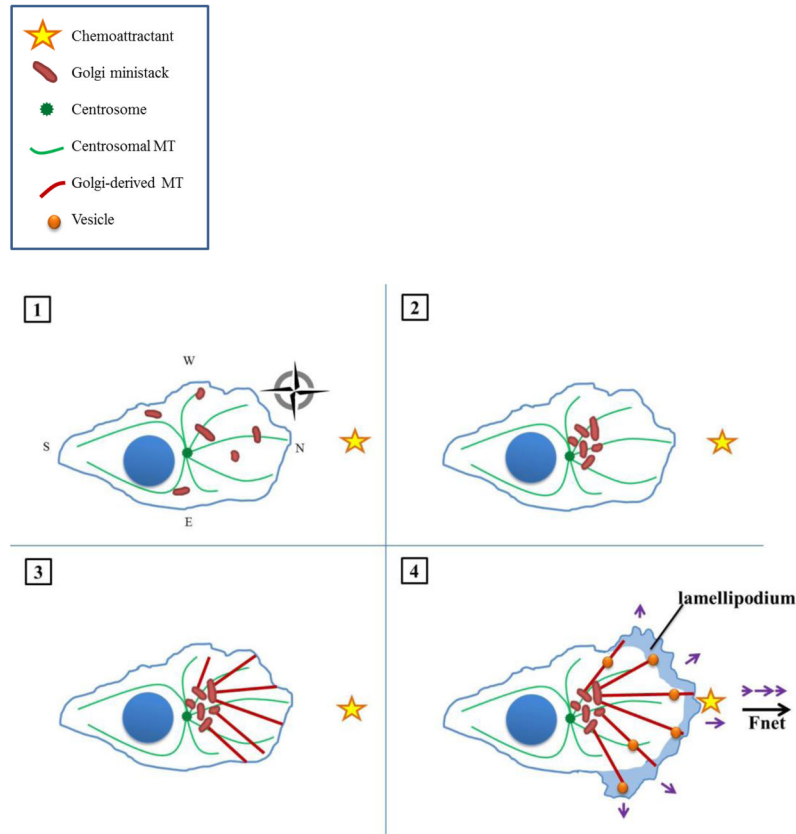 Chemoattractant
Golgi ministack
Centrosome
Centrosomal MT
Golgi-derived MT
Vesicle
1
W
S
N
E
2
3
4
lamellipodium
Fnet